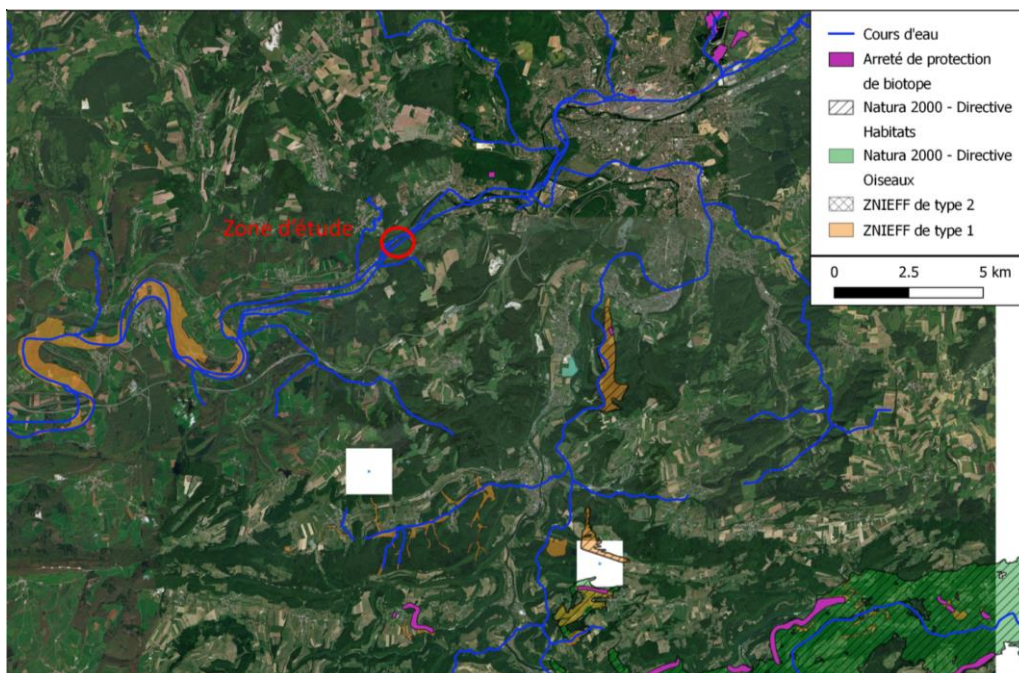 Cours d'eau
Arreté de protection
de biotope
Natura 2000 - Directive
Habitats
Natura 2000 - Directive
Oiseaux
ZNIEFF de type 2
ZNIEFF de type 1
0 2.5 5 km
Zone d'étude